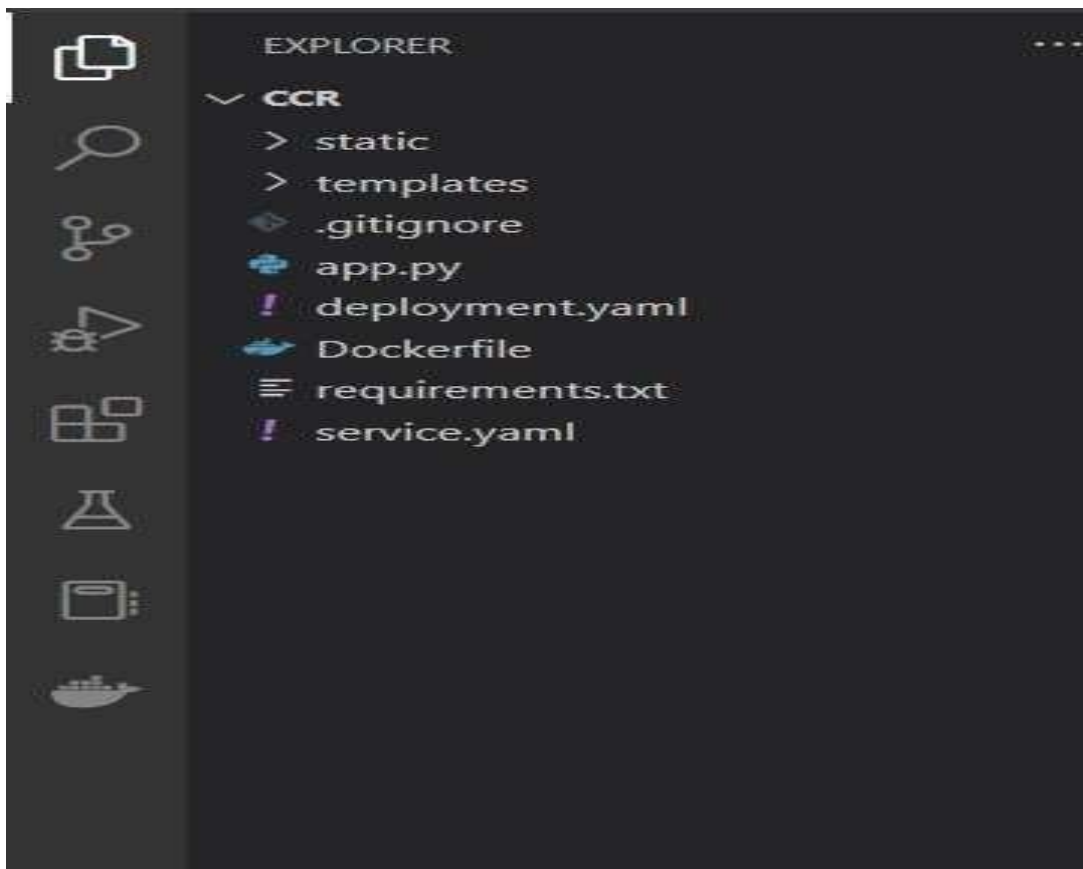 EXPLORER
CCR
static
templates
.gitignore
app.py
deployment.yaml
Dockerfile
requirements.txt
service.yaml